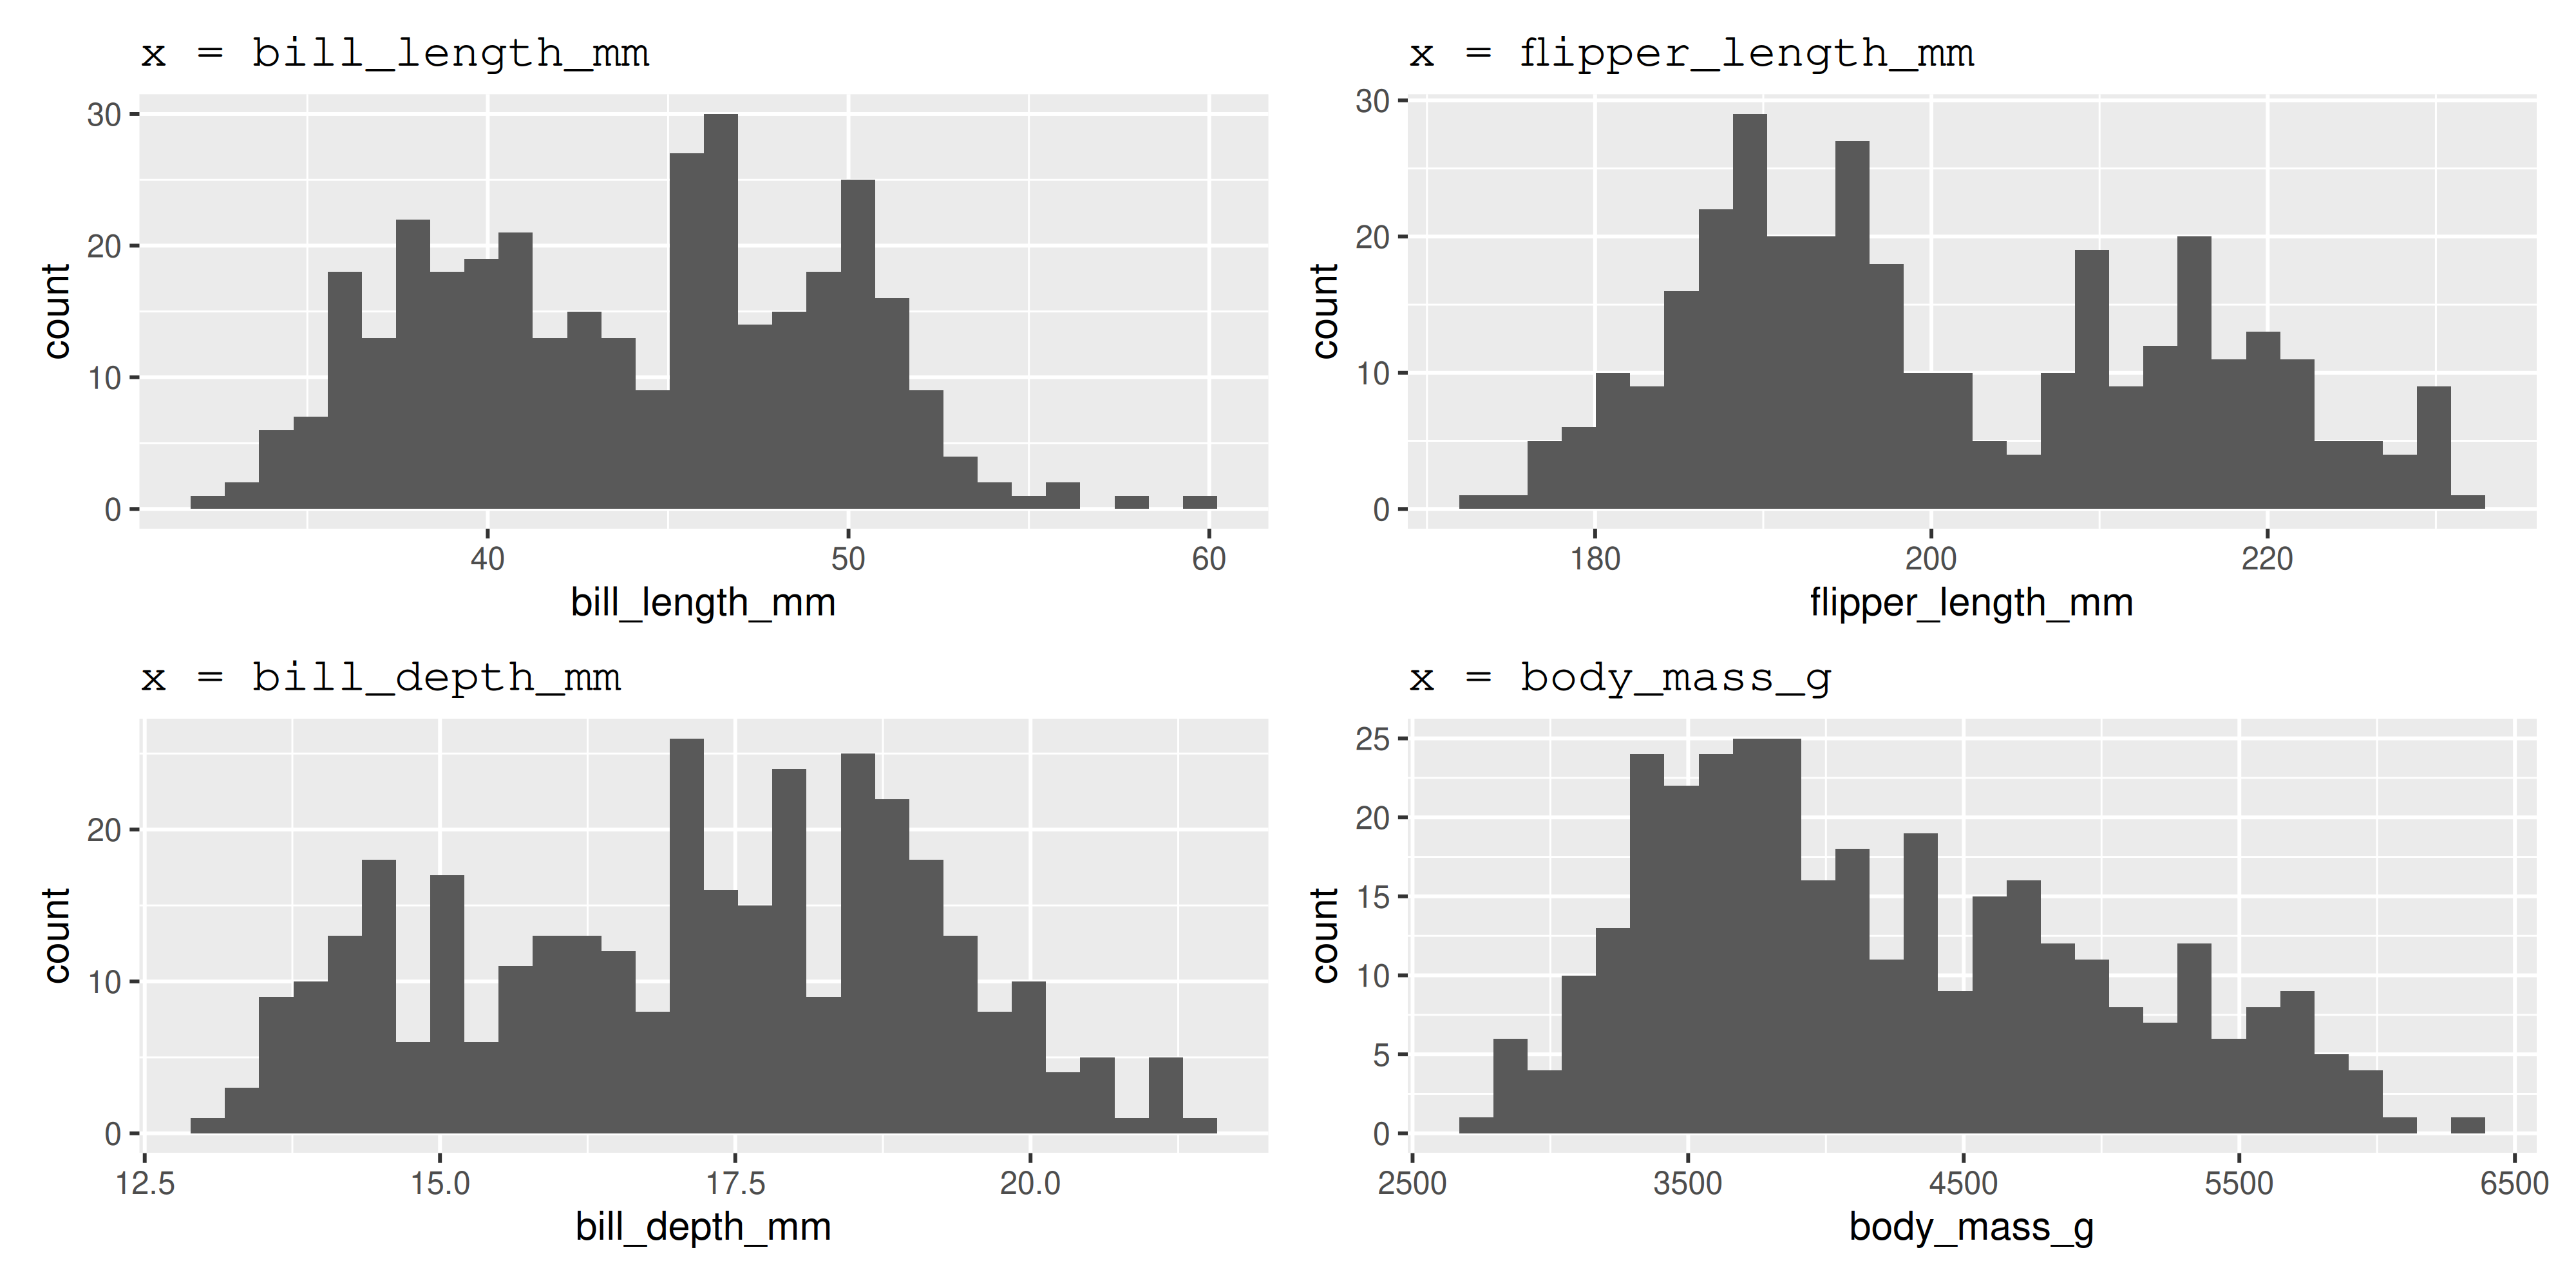 x = bill_length_mm
30
20
10
0
count
40 50 60
bill_length_mm
x = flipper_length_mm
30
20
10
0
count
180 200 220
flipper_length_mm
x = bill_depth_mm
20
10
0
count
12.5 15.0 17.5 20.0
bill_depth_mm
x = body_mass_g
25
20
15
10
5
0
count
2500 3500 4500 5500 6500
body_mass_g